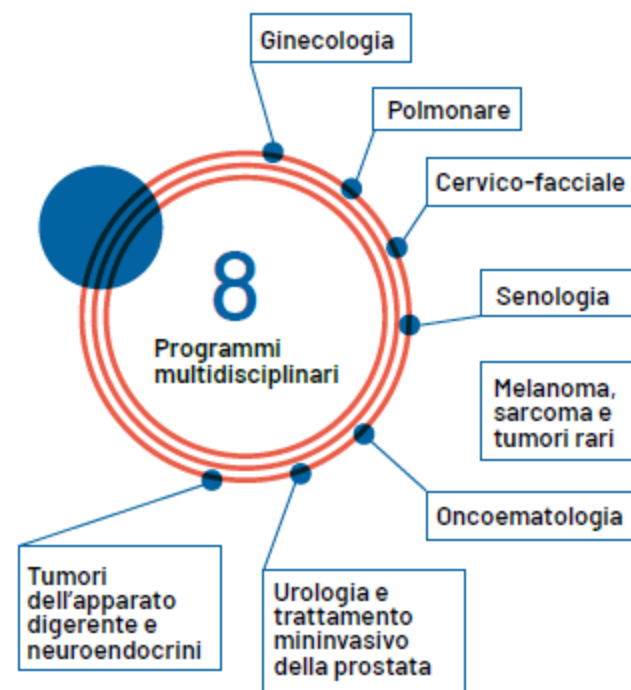 Ginecologia
Polmonare
Cervico-facciale
8
Programmi
multidisciplinari
Senologia
Melanoma,
sarcoma e
tumori rari
Oncoematologia
Tumori
dell'apparato
digerente e
neuroendocrini
Urologia e
trattamento
mininvasivo
della prostata